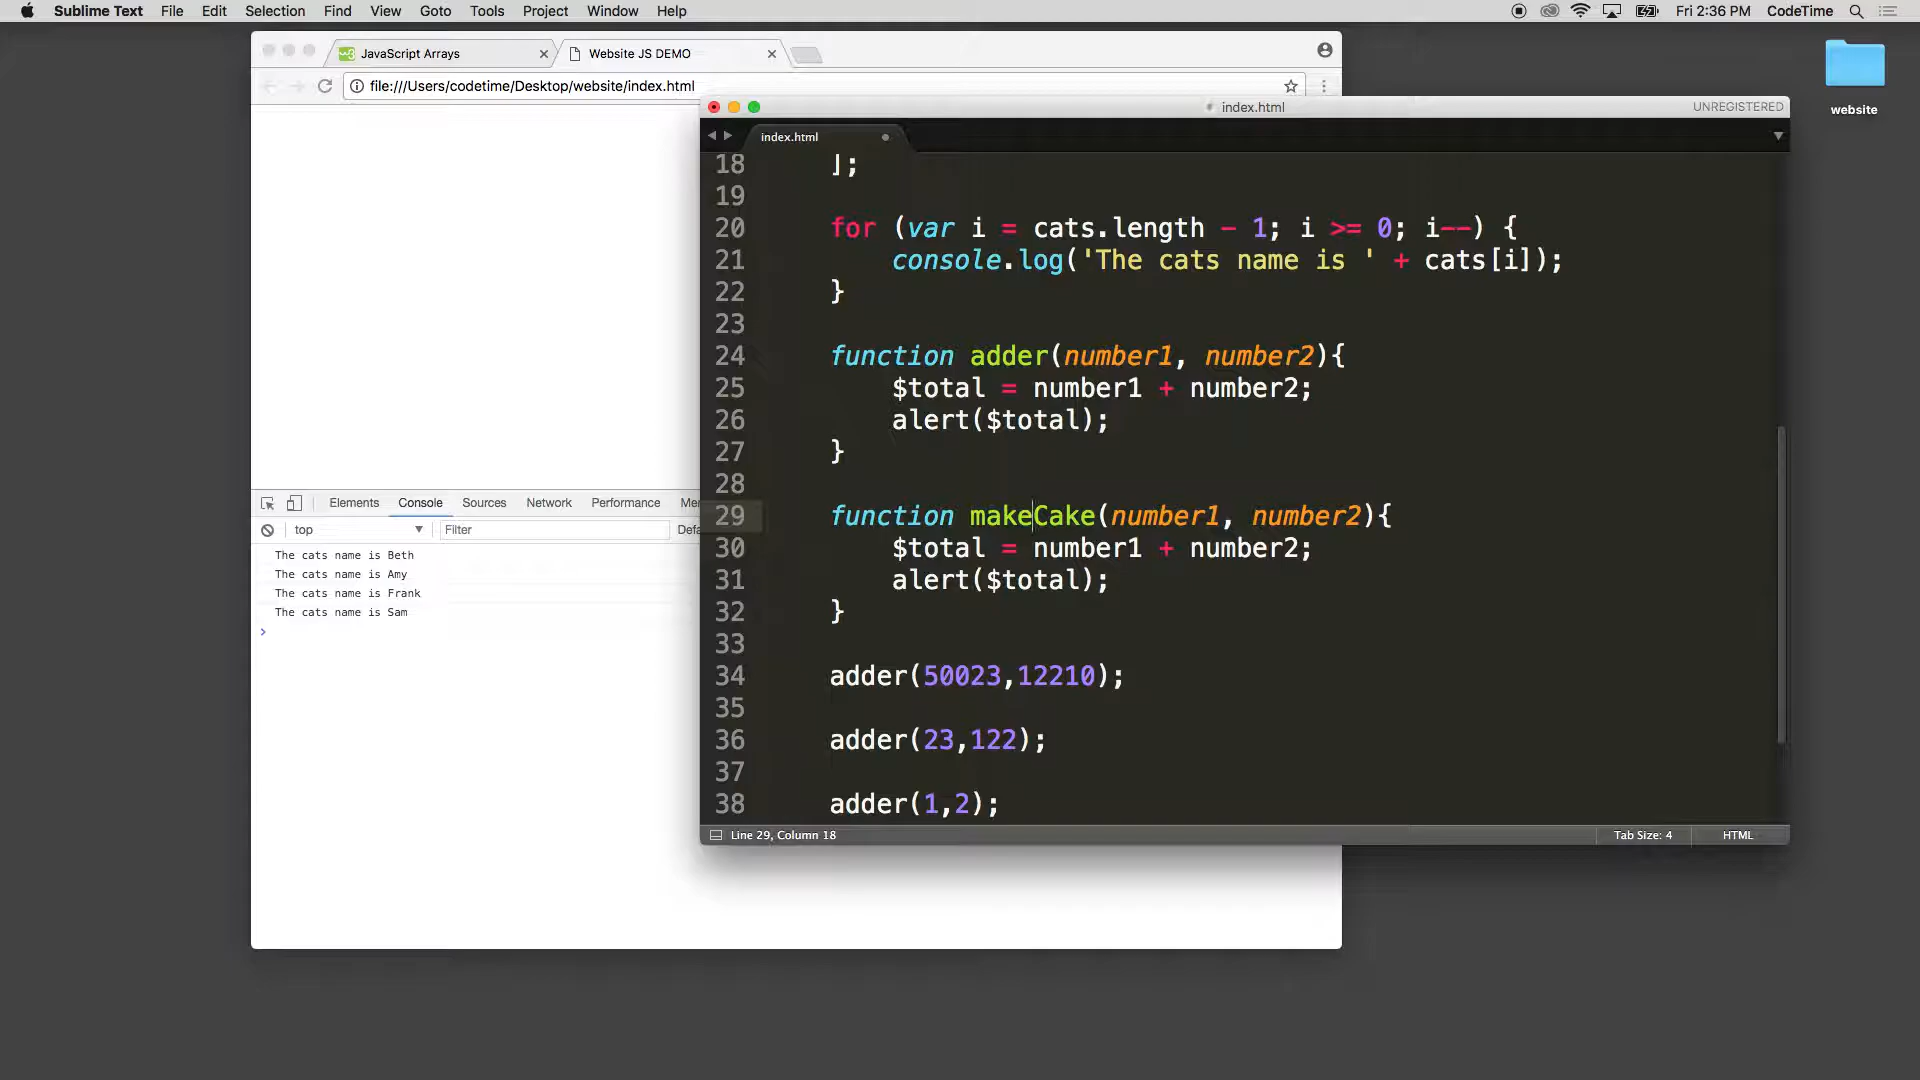 Sublime Text File Edit Selection Find View Goto Tools Project Window Help Fri 2:36 PM CodeTime
JavaScript Arrays Website JS DEMO
file:///Users/codetime/Desktop/website/index.html
website
index.html UNREGISTERED
index.html
18 ];
19
20 for (var i = cats.length - 1; i >= 0; i--) {
21 console.log('The cats name is ' + cats[i]);
22 }
23
24 function adder(number1, number2){
25 $total = number1 + number2;
26 alert($total);
27 }
28
29 function makeCake(number1, number2){
30 $total = number1 + number2;
31 alert($total);
32 }
33
34 adder(50023,12210);
35
36 adder(23,122);
37
38 adder(1,2);
Line 29, Column 18 Tab Size: 4 HTML
Elements Console Sources Network Performance
top Filter
The cats name is Beth
The cats name is Amy
The cats name is Frank
The cats name is Sam